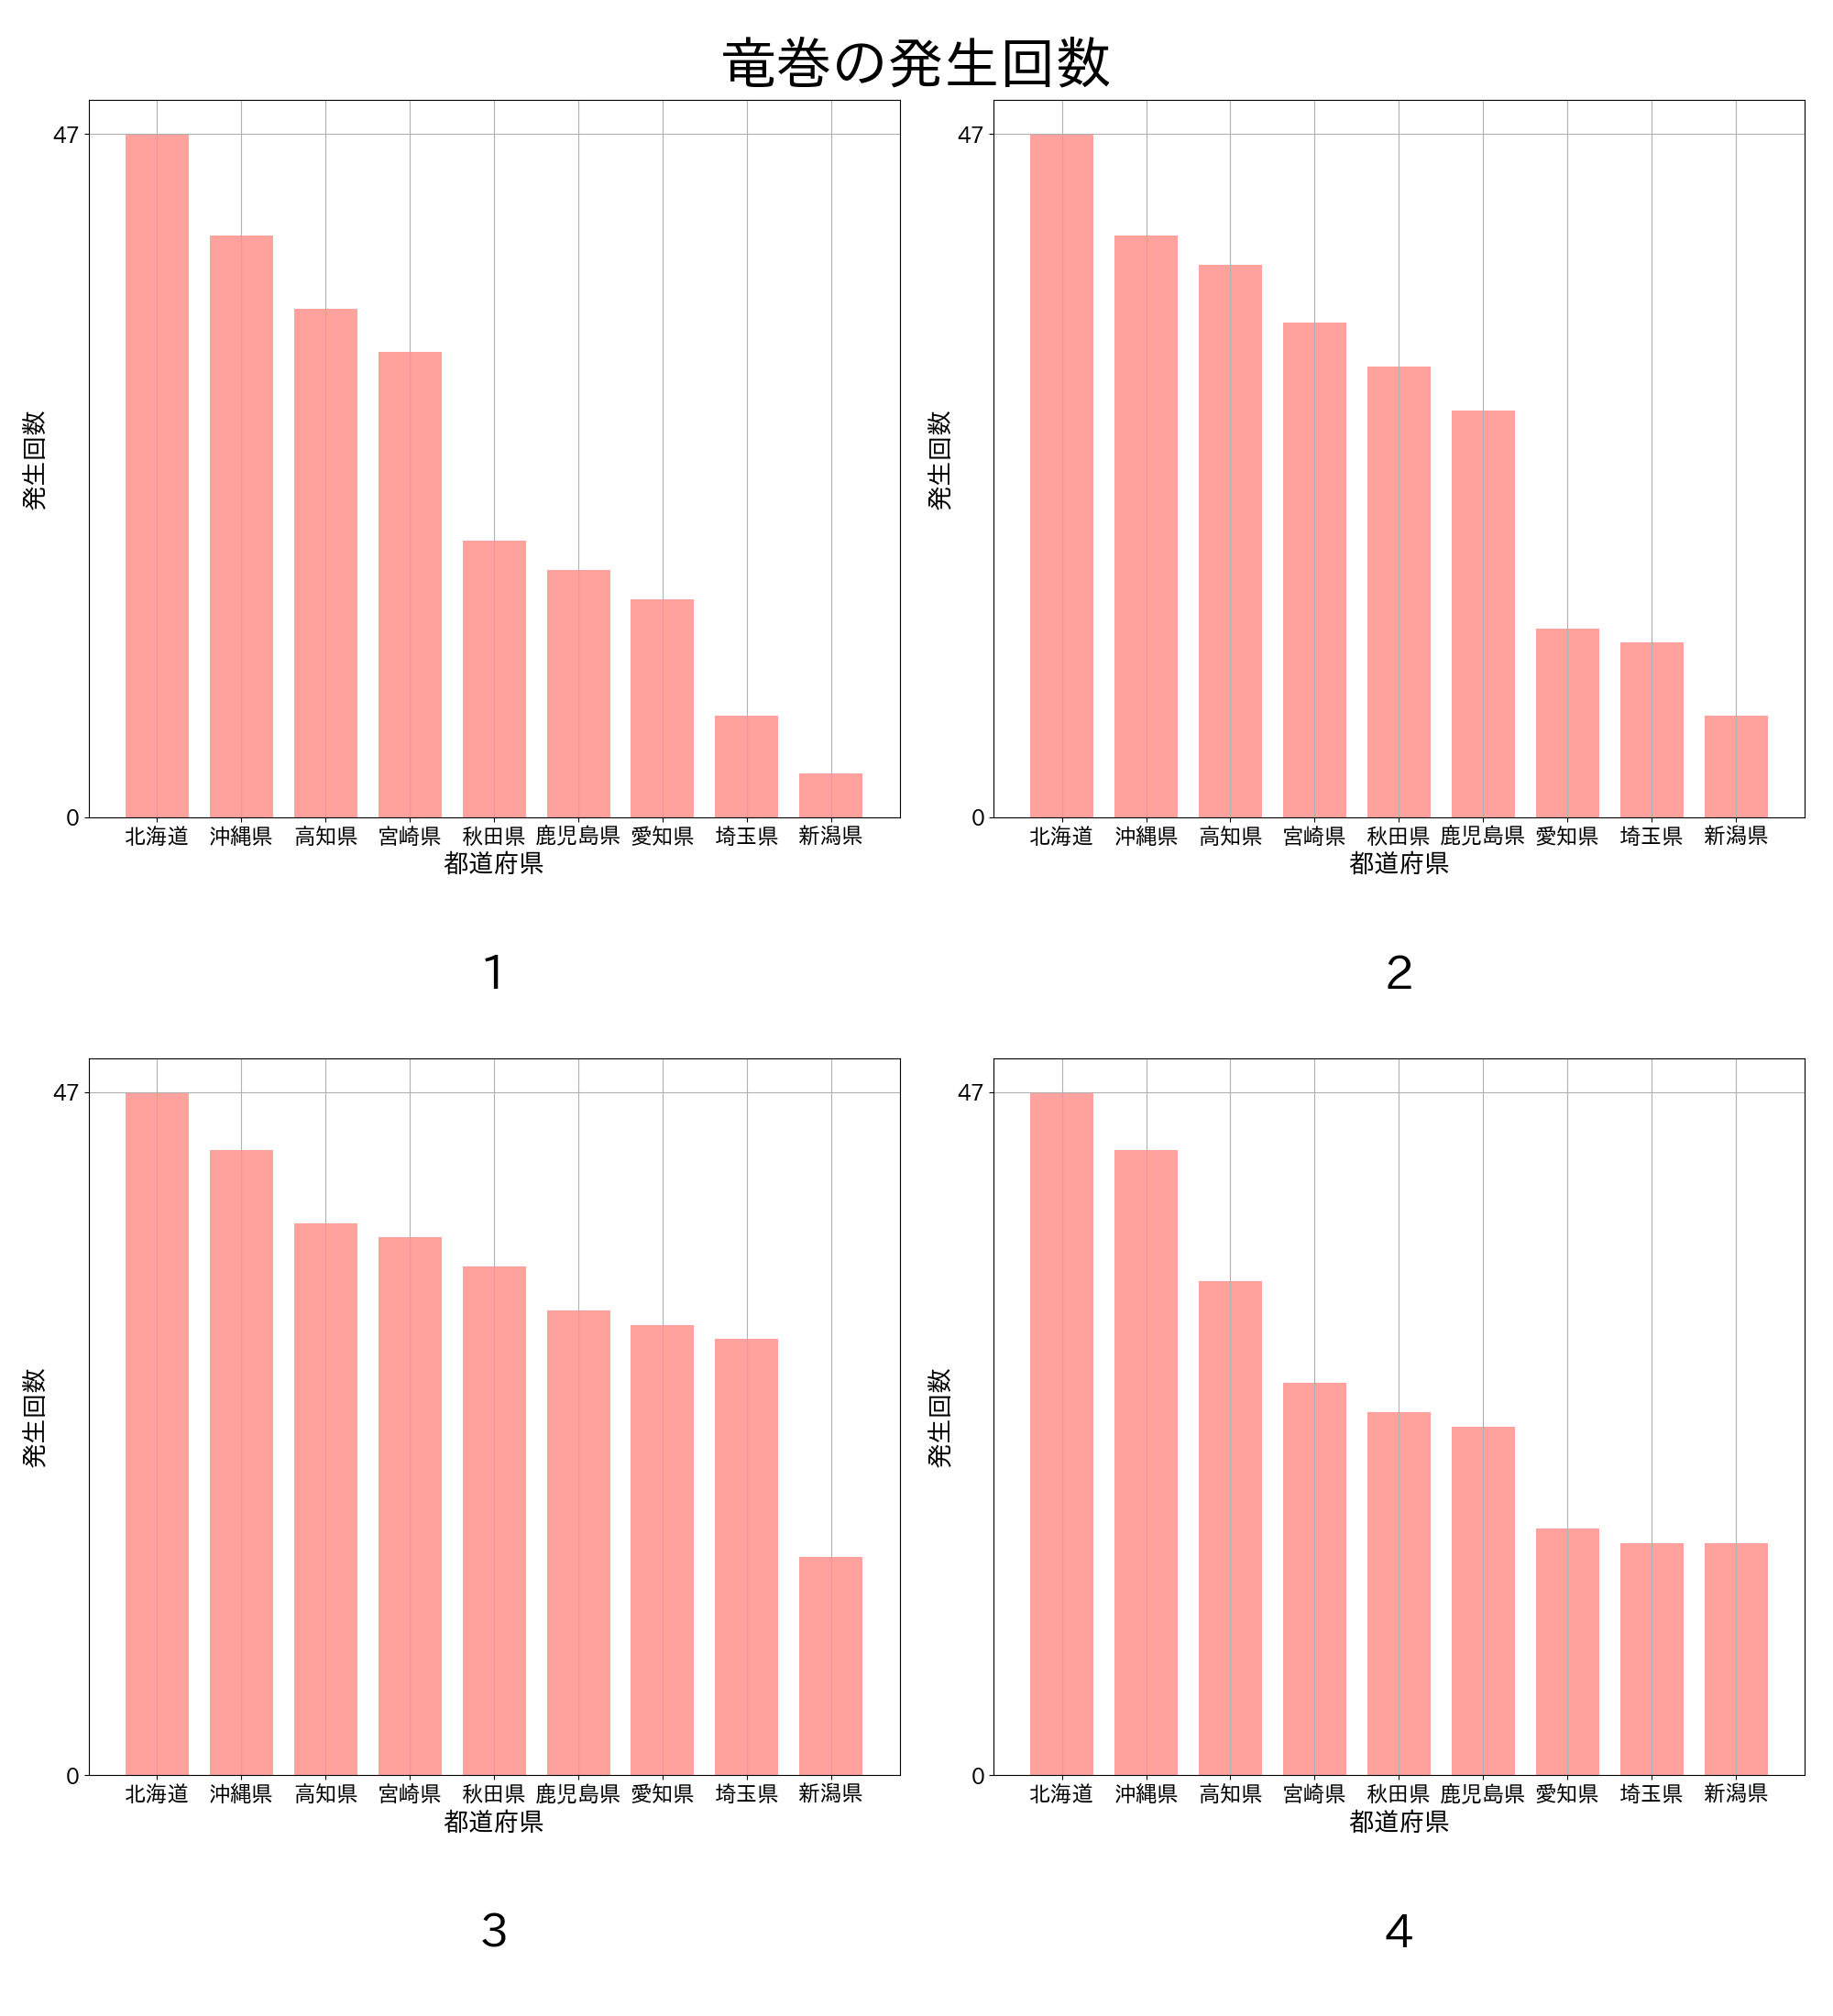 竜巻の発生回数
47
0
発生回数
北海道 沖縄県 高知県 宮崎県 秋田県 鹿児島県 愛知県 埼玉県 新潟県
都道府県
1
47
0
発生回数
北海道 沖縄県 高知県 宮崎県 秋田県 鹿児島県 愛知県 埼玉県 新潟県
都道府県
2
47
0
発生回数
北海道 沖縄県 高知県 宮崎県 秋田県 鹿児島県 愛知県 埼玉県 新潟県
都道府県
3
47
0
発生回数
北海道 沖縄県 高知県 宮崎県 秋田県 鹿児島県 愛知県 埼玉県 新潟県
都道府県
4